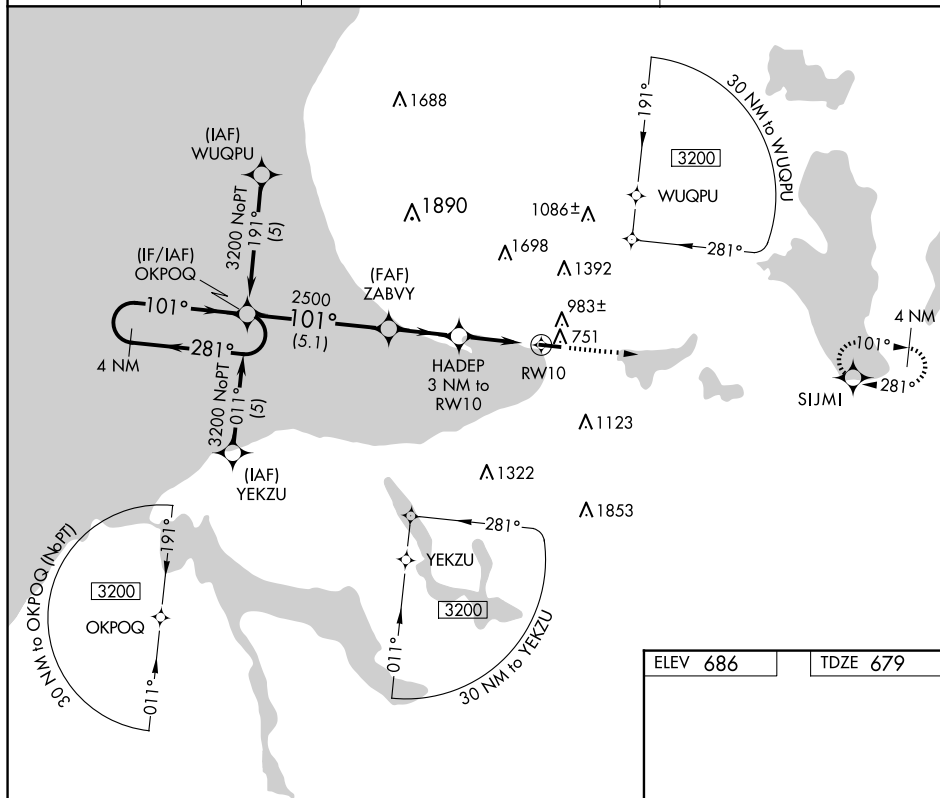 1688
30 NM to WUQPU
191°
3200
WUQPU
281°
(IAF)
WUQPU
3200 NoPT
191°
(5)
1890
1086±
1698
1392
(IF/IAF)
OKPOQ
(FAF)
ZABVY
2500
101°
(5.1)
101°
281°
4 NM
983±
751
HADEP
3 NM to
RW10
RW10
4 NM
101°
281°
SIJMI
3200 NoPT
011°
(5)
(IAF)
YEKZU
1123
1322
1853
30 NM to OKPOQ (NoPT)
191°
3200
OKPOQ
011°
281°
YEKZU
3200
011°
30 NM to YEKZU
ELEV 686
TDZE 679